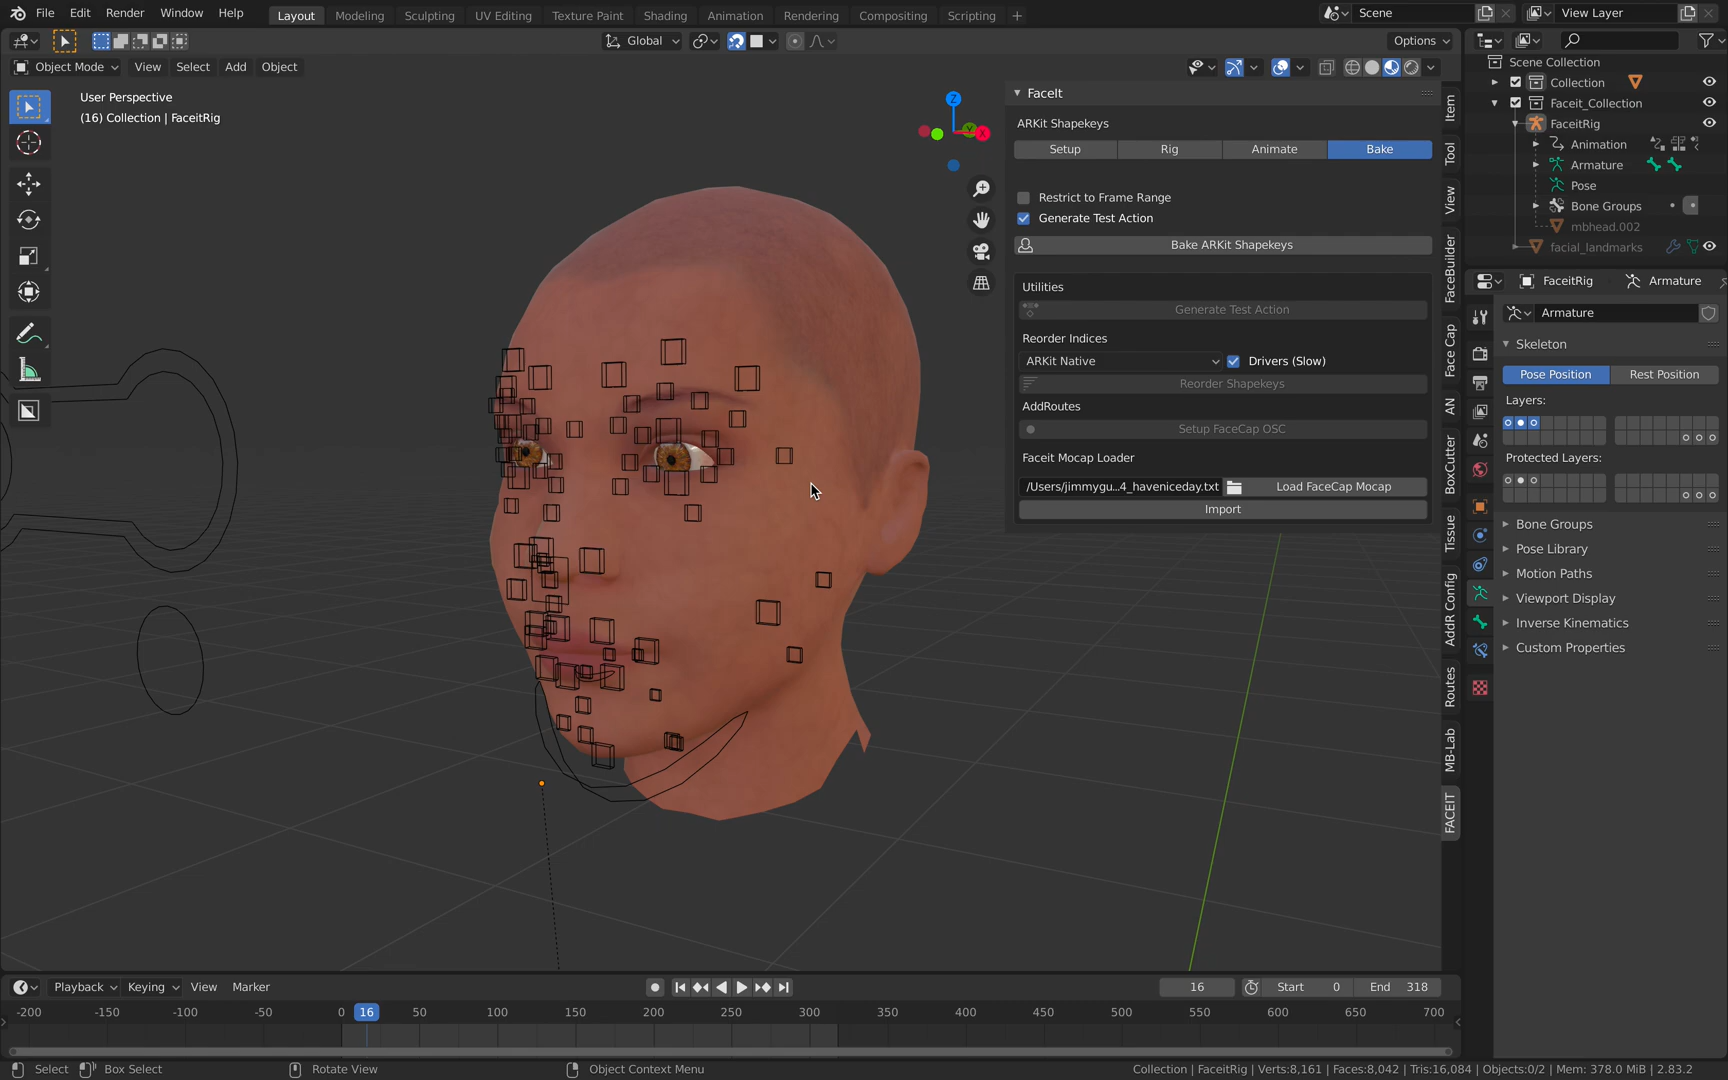 File Edit Render Window Help Layout Modeling Sculpting UV Editing Texture Paint Shading Animation Rendering Compositing Scripting + Scene View Layer
Global Options
Object Mode View Select Add Object
User Perspective
(16) Collection | FaceitRig
Z
X
Y
FaceIt
ARKit Shapekeys
Setup Rig Animate Bake
Restrict to Frame Range
Generate Test Action
Bake ARKit Shapekeys
Utilities
Generate Test Action
Reorder Indices
ARKit Native Drivers (Slow)
Reorder Shapekeys
AddRoutes
Setup FaceCap OSC
Faceit Mocap Loader
/Users/jimmygu...4_haveniceday.txt Load FaceCap Mocap
Import
Item
Tool
View
FaceBuilder
Face Cap
AN
BoxCutter
Tissue
AddR Config
Routes
MB-Lab
FACEIT
Scene Collection
Collection
Faceit_Collection
FaceitRig
Animation
Armature
Pose
Bone Groups
mbhead.002
facial_landmarks
FaceitRig Armature
Armature
Skeleton
Pose Position Rest Position
Layers:
Protected Layers:
Bone Groups
Pose Library
Motion Paths
Viewport Display
Inverse Kinematics
Custom Properties
Playback Keying View Marker 16 Start 0 End 318
-200 -150 -100 -50 0 16 50 100 150 200 250 300 350 400 450 500 550 600 650 700
Select Box Select Rotate View Object Context Menu Collection | FaceitRig | Verts:8,161 | Faces:8,042 | Tris:16,084 | Objects:0/2 | Mem: 378.0 MiB | 2.83.2